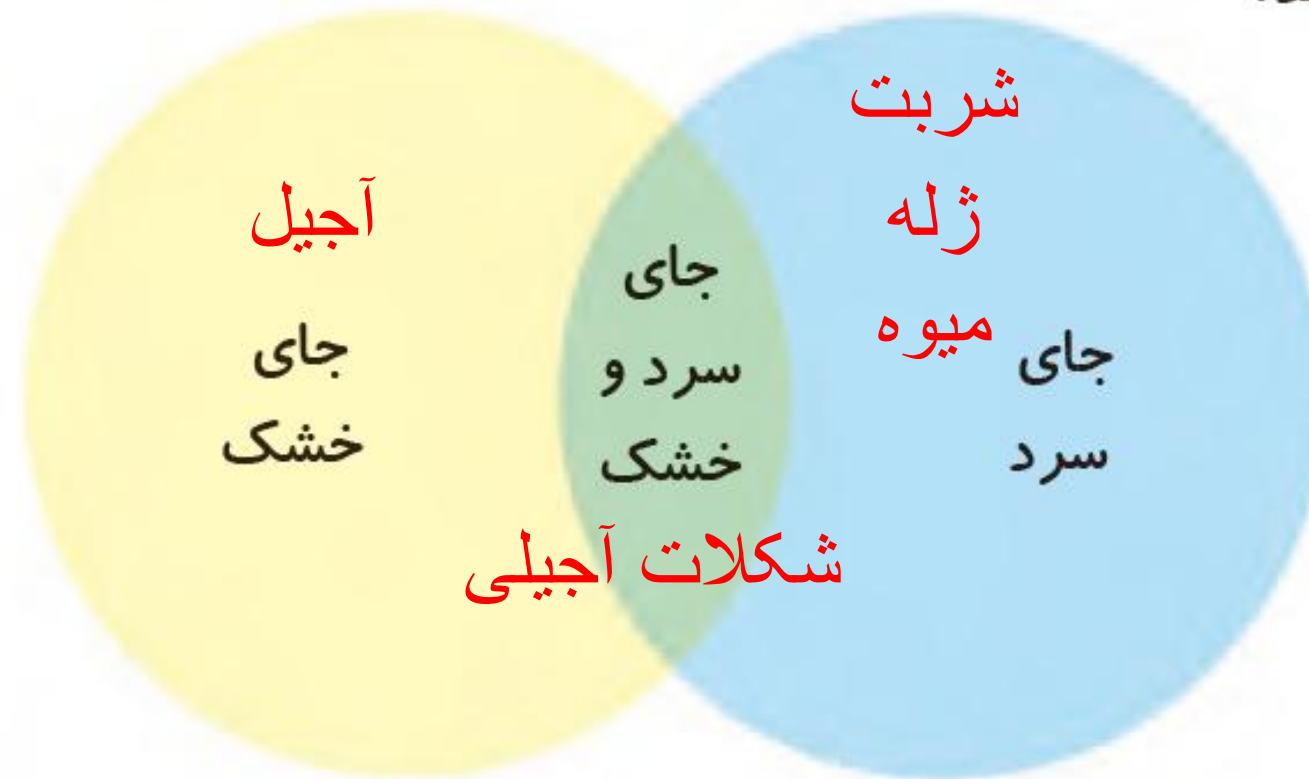 شربت
ژله
میوه
جای
سرد
جای
سرد و
خشک
شکلات آجیلی
آجیل
جای
خشک